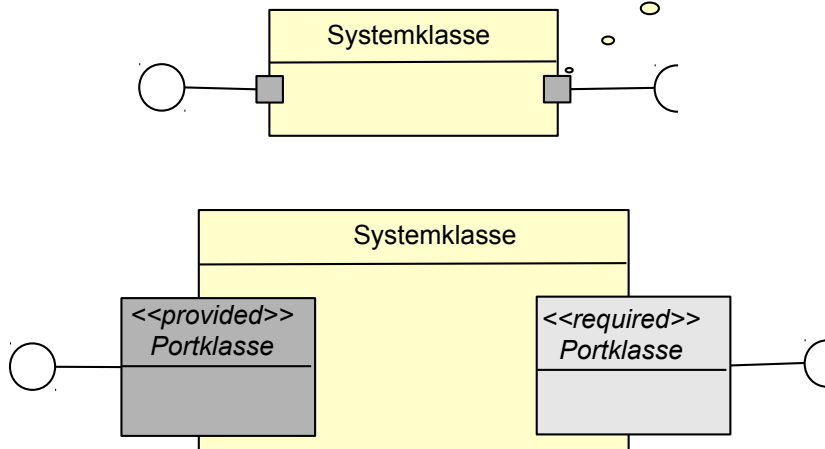 Systemklasse
Systemklasse
<<provided>>
Portklasse
<<required>>
Portklasse